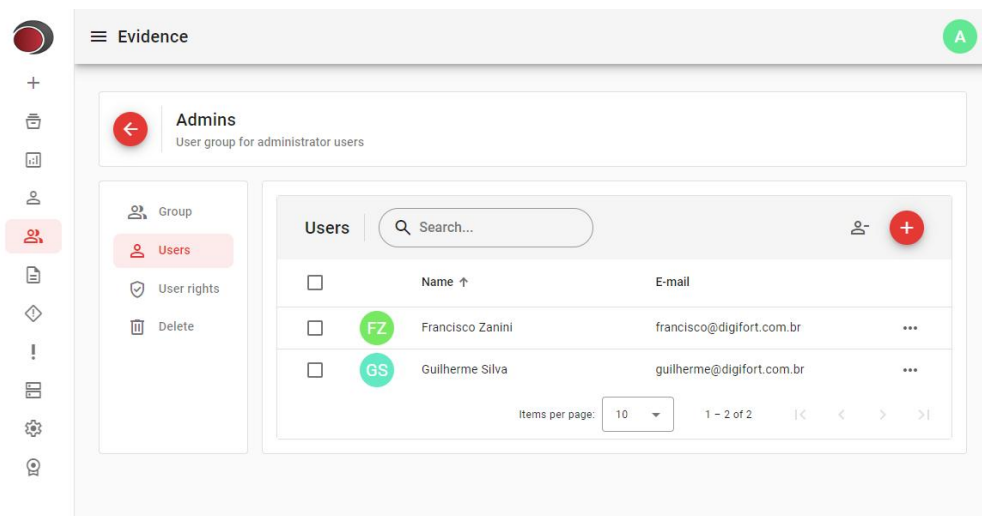 Evidence
A
Admins
User group for administrator users
Group
Users
User rights
Delete
Users
Search...
Name E-mail
FZ Francisco Zanini francisco@digifort.com.br
GS Guilherme Silva guilherme@digifort.com.br
Items per page: 10 1 – 2 of 2